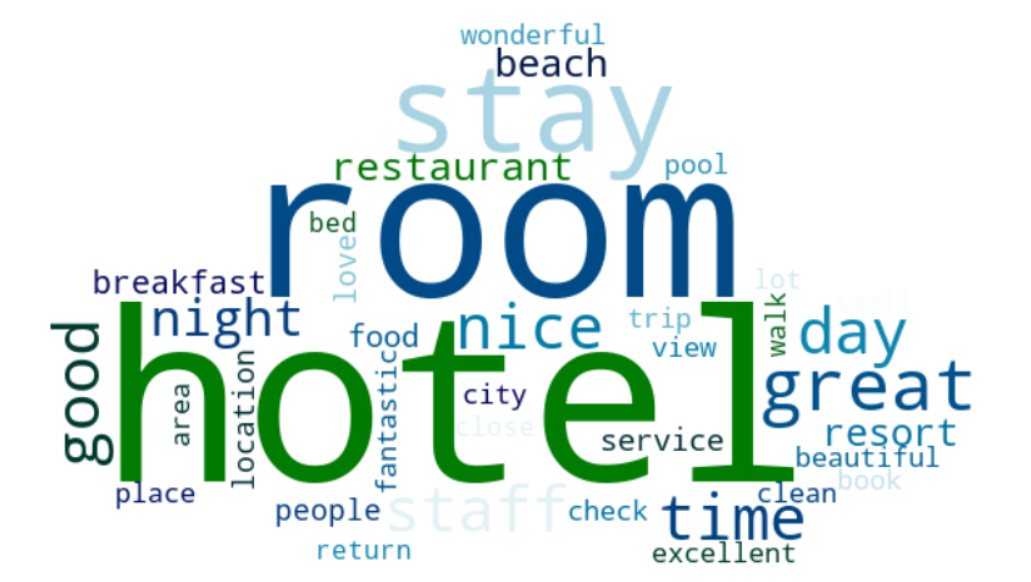 wonderful
beach
stay
restaurant
pool
room
bed
love
breakfast
lot
small
night
nice
trip
walk
day
good
food
view
hotel
great
fantastic
city
area
location
close
service
resort
beautiful
book
place
clean
people
staff
check
time
return
excellent